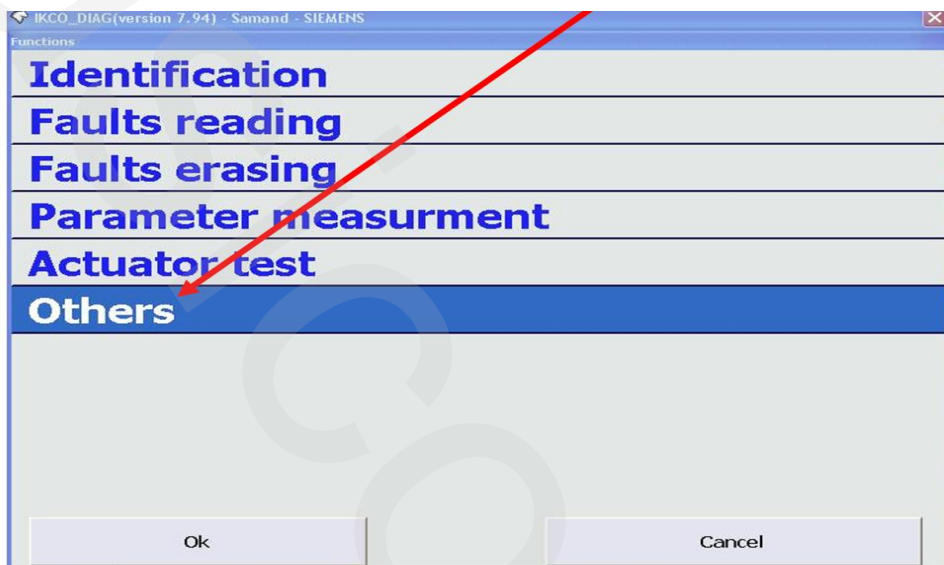 IKCO_DIAG(version 7.94) - Samand - SIEMENS
Functions
Identification
Faults reading
Faults erasing
Parameter measurment
Actuator test
Others
Ok Cancel